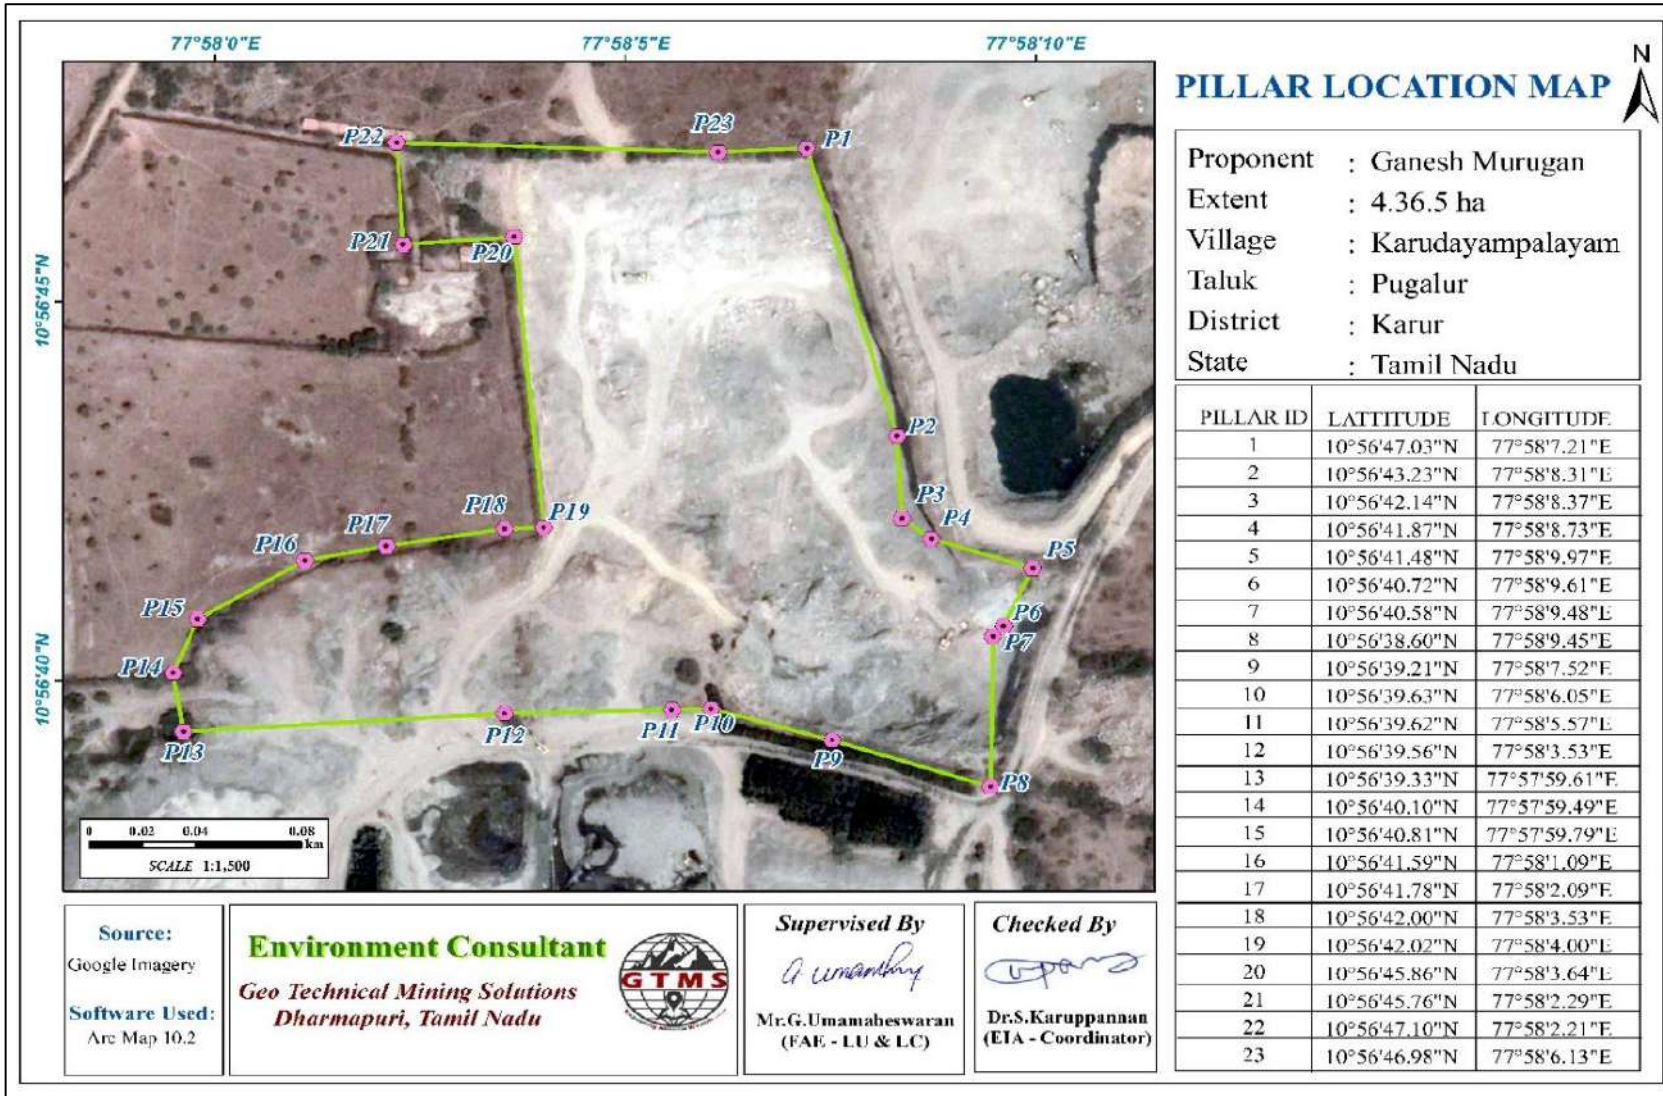 77°58'0"E 77°58'5"E 77°58'10"E
10°56'45"N
10°56'40"N
P22
P23
P1
P21
P20
P2
P3
P4
P5
P18
P19
P17
P16
P15
P6
P7
P14
P13
P12
P11
P10
P9
P8
0 0.02 0.04 0.08
km
SCALE 1:1,500
N
PILLAR LOCATION MAP
Proponent : Ganesh Murugan
Extent : 4.36.5 ha
Village : Karudayampalayam
Taluk : Pugalur
District : Karur
State : Tamil Nadu
PILLAR ID LATTITUDE LONGITUDE
1 10°56'47.03"N 77°58'7.21"E
2 10°56'43.23"N 77°58'8.31"E
3 10°56'42.14"N 77°58'8.37"E
4 10°56'41.87"N 77°58'8.73"E
5 10°56'41.48"N 77°58'9.97"E
6 10°56'40.72"N 77°58'9.61"E
7 10°56'40.58"N 77°58'9.48"E
8 10°56'38.60"N 77°58'9.45"E
9 10°56'39.21"N 77°58'7.52"E
10 10°56'39.63"N 77°58'6.05"E
11 10°56'39.62"N 77°58'5.57"E
12 10°56'39.56"N 77°58'3.53"E
13 10°56'39.33"N 77°57'59.61"E
14 10°56'40.10"N 77°57'59.49"E
15 10°56'40.81"N 77°57'59.79"E
16 10°56'41.59"N 77°58'1.09"E
17 10°56'41.78"N 77°58'2.09"E
18 10°56'42.00"N 77°58'3.53"E
19 10°56'42.02"N 77°58'4.00"E
20 10°56'45.86"N 77°58'3.64"E
21 10°56'45.76"N 77°58'2.29"E
22 10°56'47.10"N 77°58'2.21"E
23 10°56'46.98"N 77°58'6.13"E
Source:
Google Imagery
Software Used:
Arc Map 10.2
Environment Consultant
Geo Technical Mining Solutions
Dharmapuri, Tamil Nadu
GTMS
Supervised By
Mr.G.Umamaheswaran
(FAE - LU & LC)
Checked By
Dr.S.Karuppannan
(EIA - Coordinator)